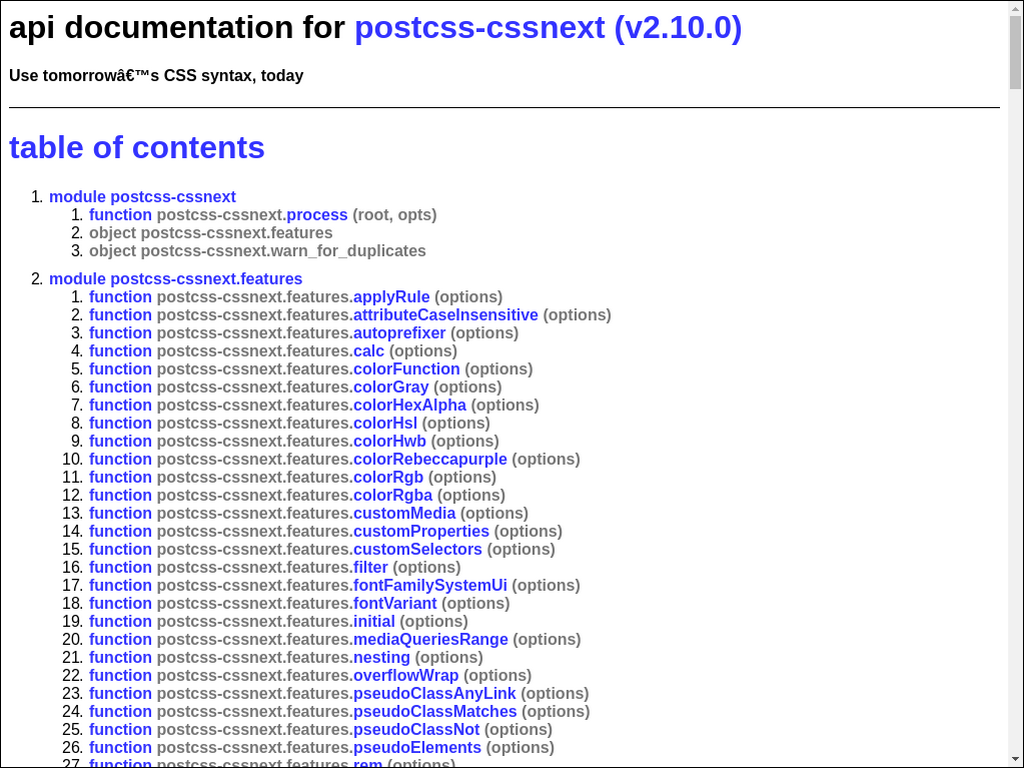 api documentation for postcss-cssnext (v2.10.0)
Use tomorrowâ€™s CSS syntax, today
table of contents
1. module postcss-cssnext
1. function postcss-cssnext.process (root, opts)
2. object postcss-cssnext.features
3. object postcss-cssnext.warn_for_duplicates
2. module postcss-cssnext.features
1. function postcss-cssnext.features.applyRule (options)
2. function postcss-cssnext.features.attributeCaseInsensitive (options)
3. function postcss-cssnext.features.autoprefixer (options)
4. function postcss-cssnext.features.calc (options)
5. function postcss-cssnext.features.colorFunction (options)
6. function postcss-cssnext.features.colorGray (options)
7. function postcss-cssnext.features.colorHexAlpha (options)
8. function postcss-cssnext.features.colorHsl (options)
9. function postcss-cssnext.features.colorHwb (options)
10. function postcss-cssnext.features.colorRebeccapurple (options)
11. function postcss-cssnext.features.colorRgb (options)
12. function postcss-cssnext.features.colorRgba (options)
13. function postcss-cssnext.features.customMedia (options)
14. function postcss-cssnext.features.customProperties (options)
15. function postcss-cssnext.features.customSelectors (options)
16. function postcss-cssnext.features.filter (options)
17. function postcss-cssnext.features.fontFamilySystemUi (options)
18. function postcss-cssnext.features.fontVariant (options)
19. function postcss-cssnext.features.initial (options)
20. function postcss-cssnext.features.mediaQueriesRange (options)
21. function postcss-cssnext.features.nesting (options)
22. function postcss-cssnext.features.overflowWrap (options)
23. function postcss-cssnext.features.pseudoClassAnyLink (options)
24. function postcss-cssnext.features.pseudoClassMatches (options)
25. function postcss-cssnext.features.pseudoClassNot (options)
26. function postcss-cssnext.features.pseudoElements (options)
27. function postcss-cssnext.features.rem (options)